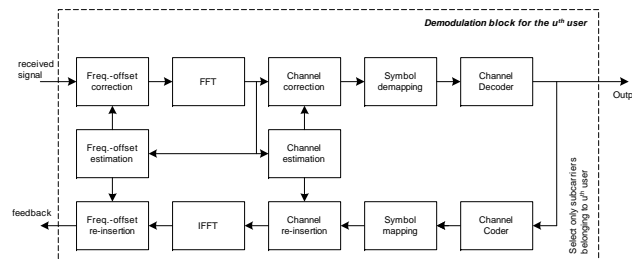 Demodulation block for the uth user
received
signal
Freq.-offset
correction
FFT
Channel
correction
Symbol
demapping
Channel
Decoder
Outp
Freq.-offset
estimation
Channel
estimation
feedback
Freq.-offset
re-insertion
IFFT
Channel
re-insertion
Symbol
mapping
Channel
Coder
Select only subcarriers
belonging to uth user